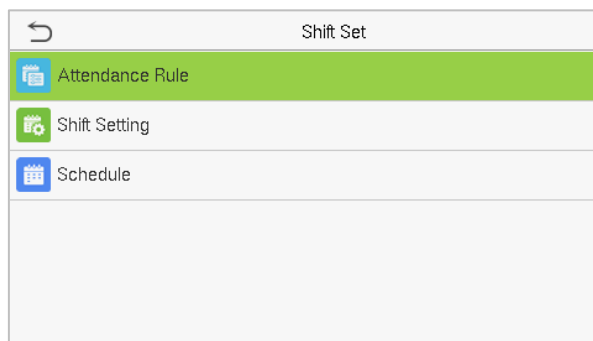 Shift Set
Attendance Rule
Shift Setting
Schedule